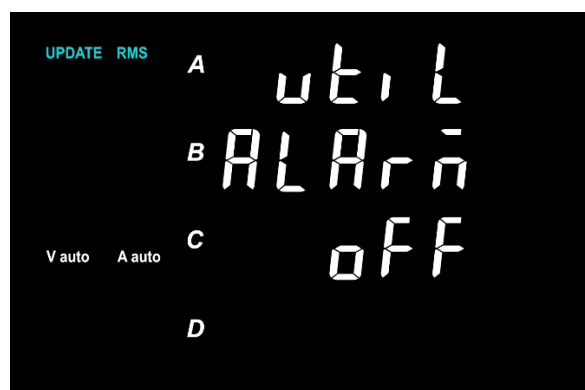 UPDATE RMS
A utiL
B ALArm
C oFF
V auto A auto
D